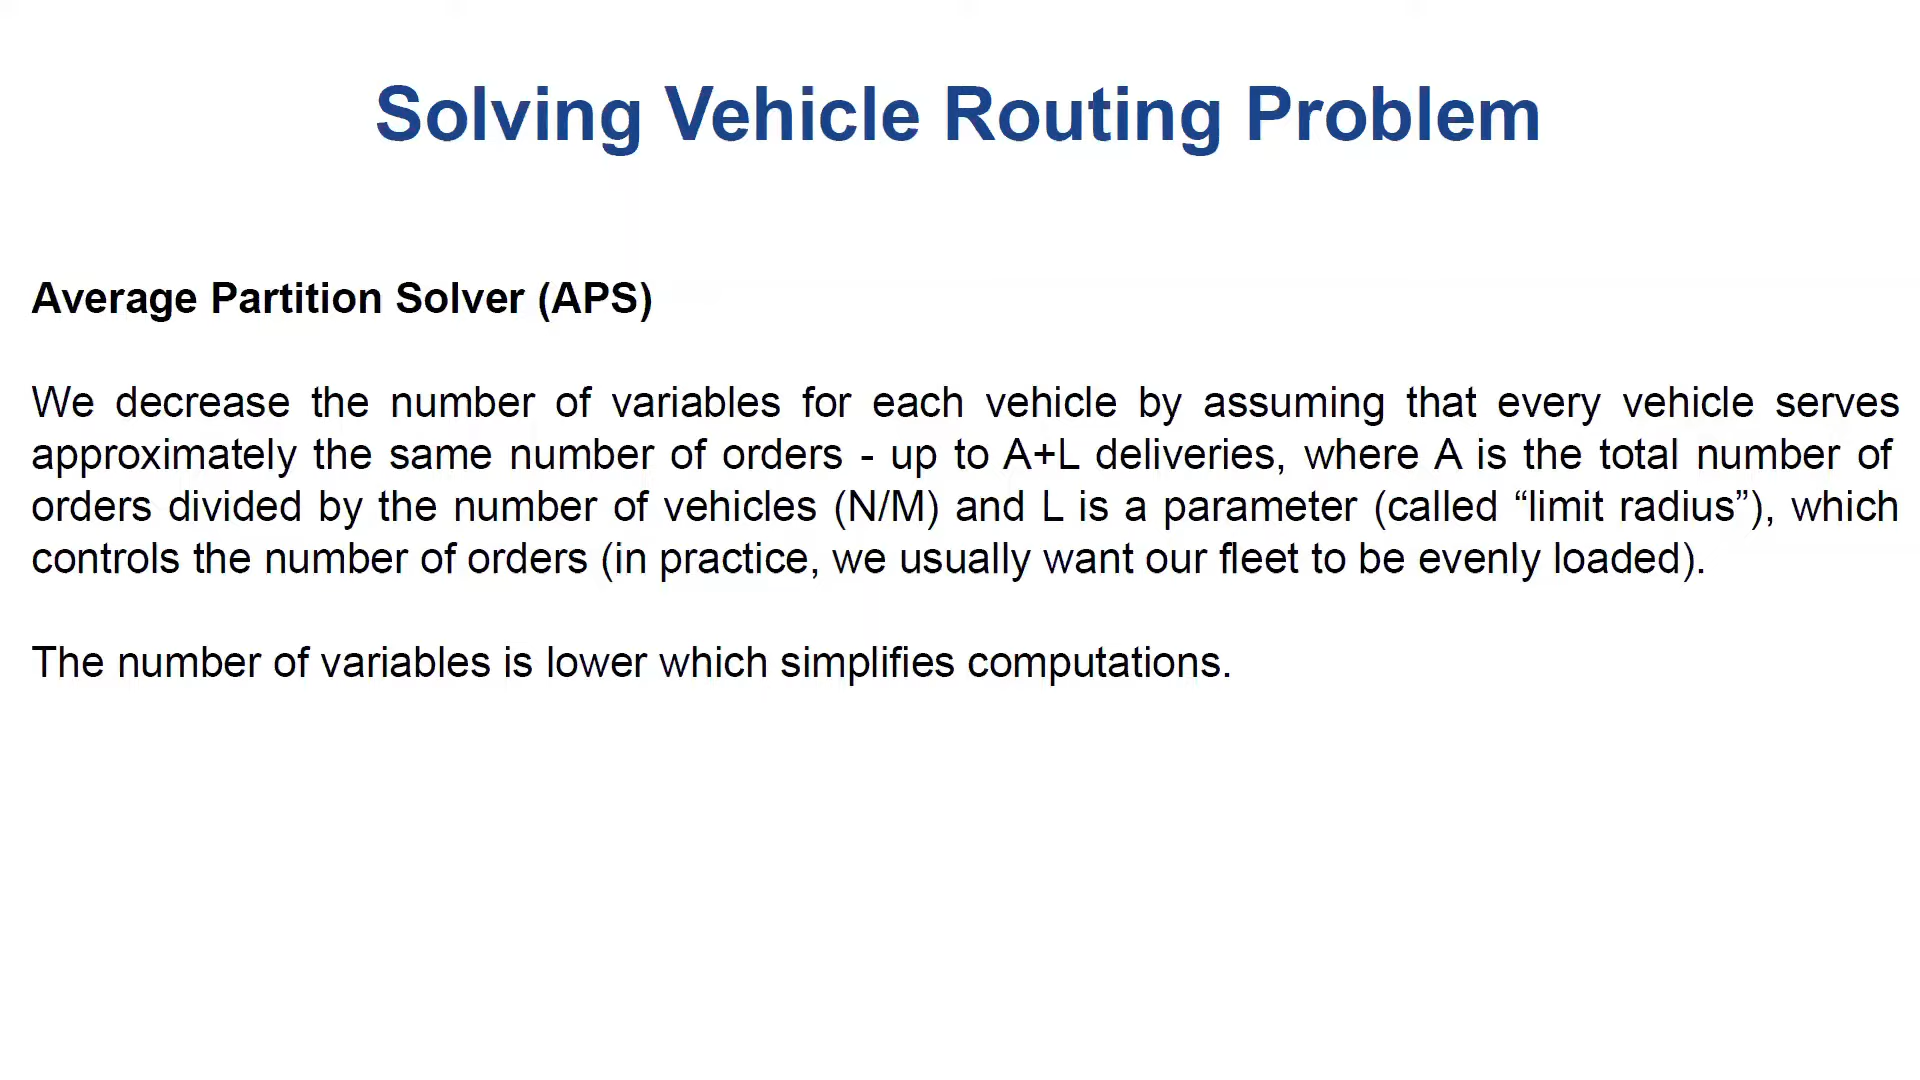 Solving Vehicle Routing Problem
Average Partition Solver (APS)
We decrease the number of variables for each vehicle by assuming that every vehicle serves
approximately the same number of orders - up to A+L deliveries, where A is the total number of
orders divided by the number of vehicles (N/M) and L is a parameter (called “limit radius”), which
controls the number of orders (in practice, we usually want our fleet to be evenly loaded).
The number of variables is lower which simplifies computations.